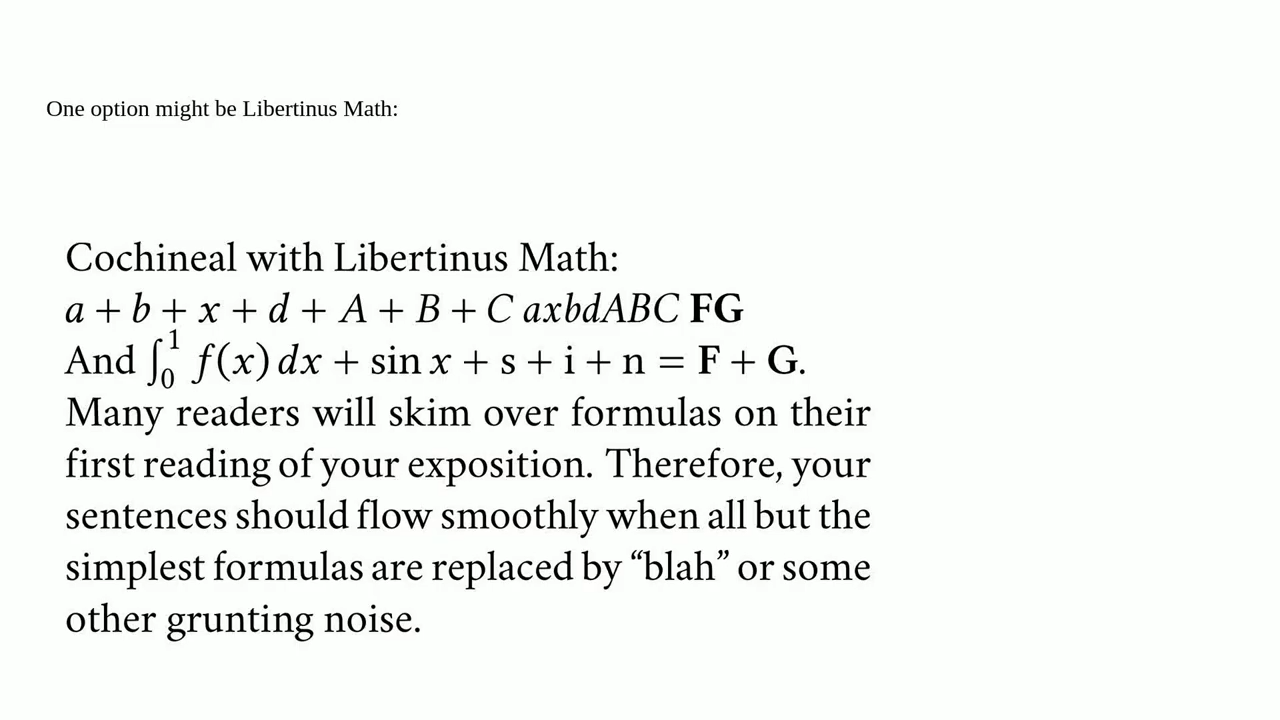 One option might be Libertinus Math:
Cochineal with Libertinus Math:
a + b + x + d + A + B + C axbdABC FG
And ∫₀¹ f(x) dx + sin x + s + i + n = F + G.
Many readers will skim over formulas on their
first reading of your exposition. Therefore, your
sentences should flow smoothly when all but the
simplest formulas are replaced by “blah” or some
other grunting noise.